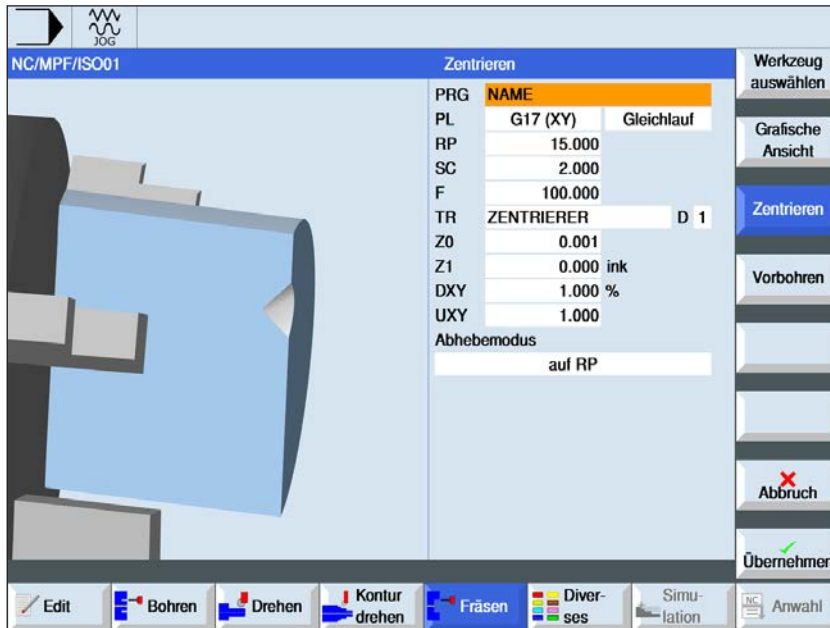 JOG
NC/MPF/ISO01
Zentrieren
PRG NAME
PL G17 (XY) Gleichlauf
RP 15.000
SC 2.000
F 100.000
TR ZENTRIERER D 1
Z0 0.001
Z1 0.000 ink
DXY 1.000 %
UXY 1.000
Abhebemodus
auf RP
Werkzeug
auswählen
Grafische
Ansicht
Zentrieren
Vorbohren
Abbruch
Übernehmen
Edit
Bohren
Drehen
Kontur
drehen
Fräsen
Diver-
ses
Simu-
lation
NC
Anwahl